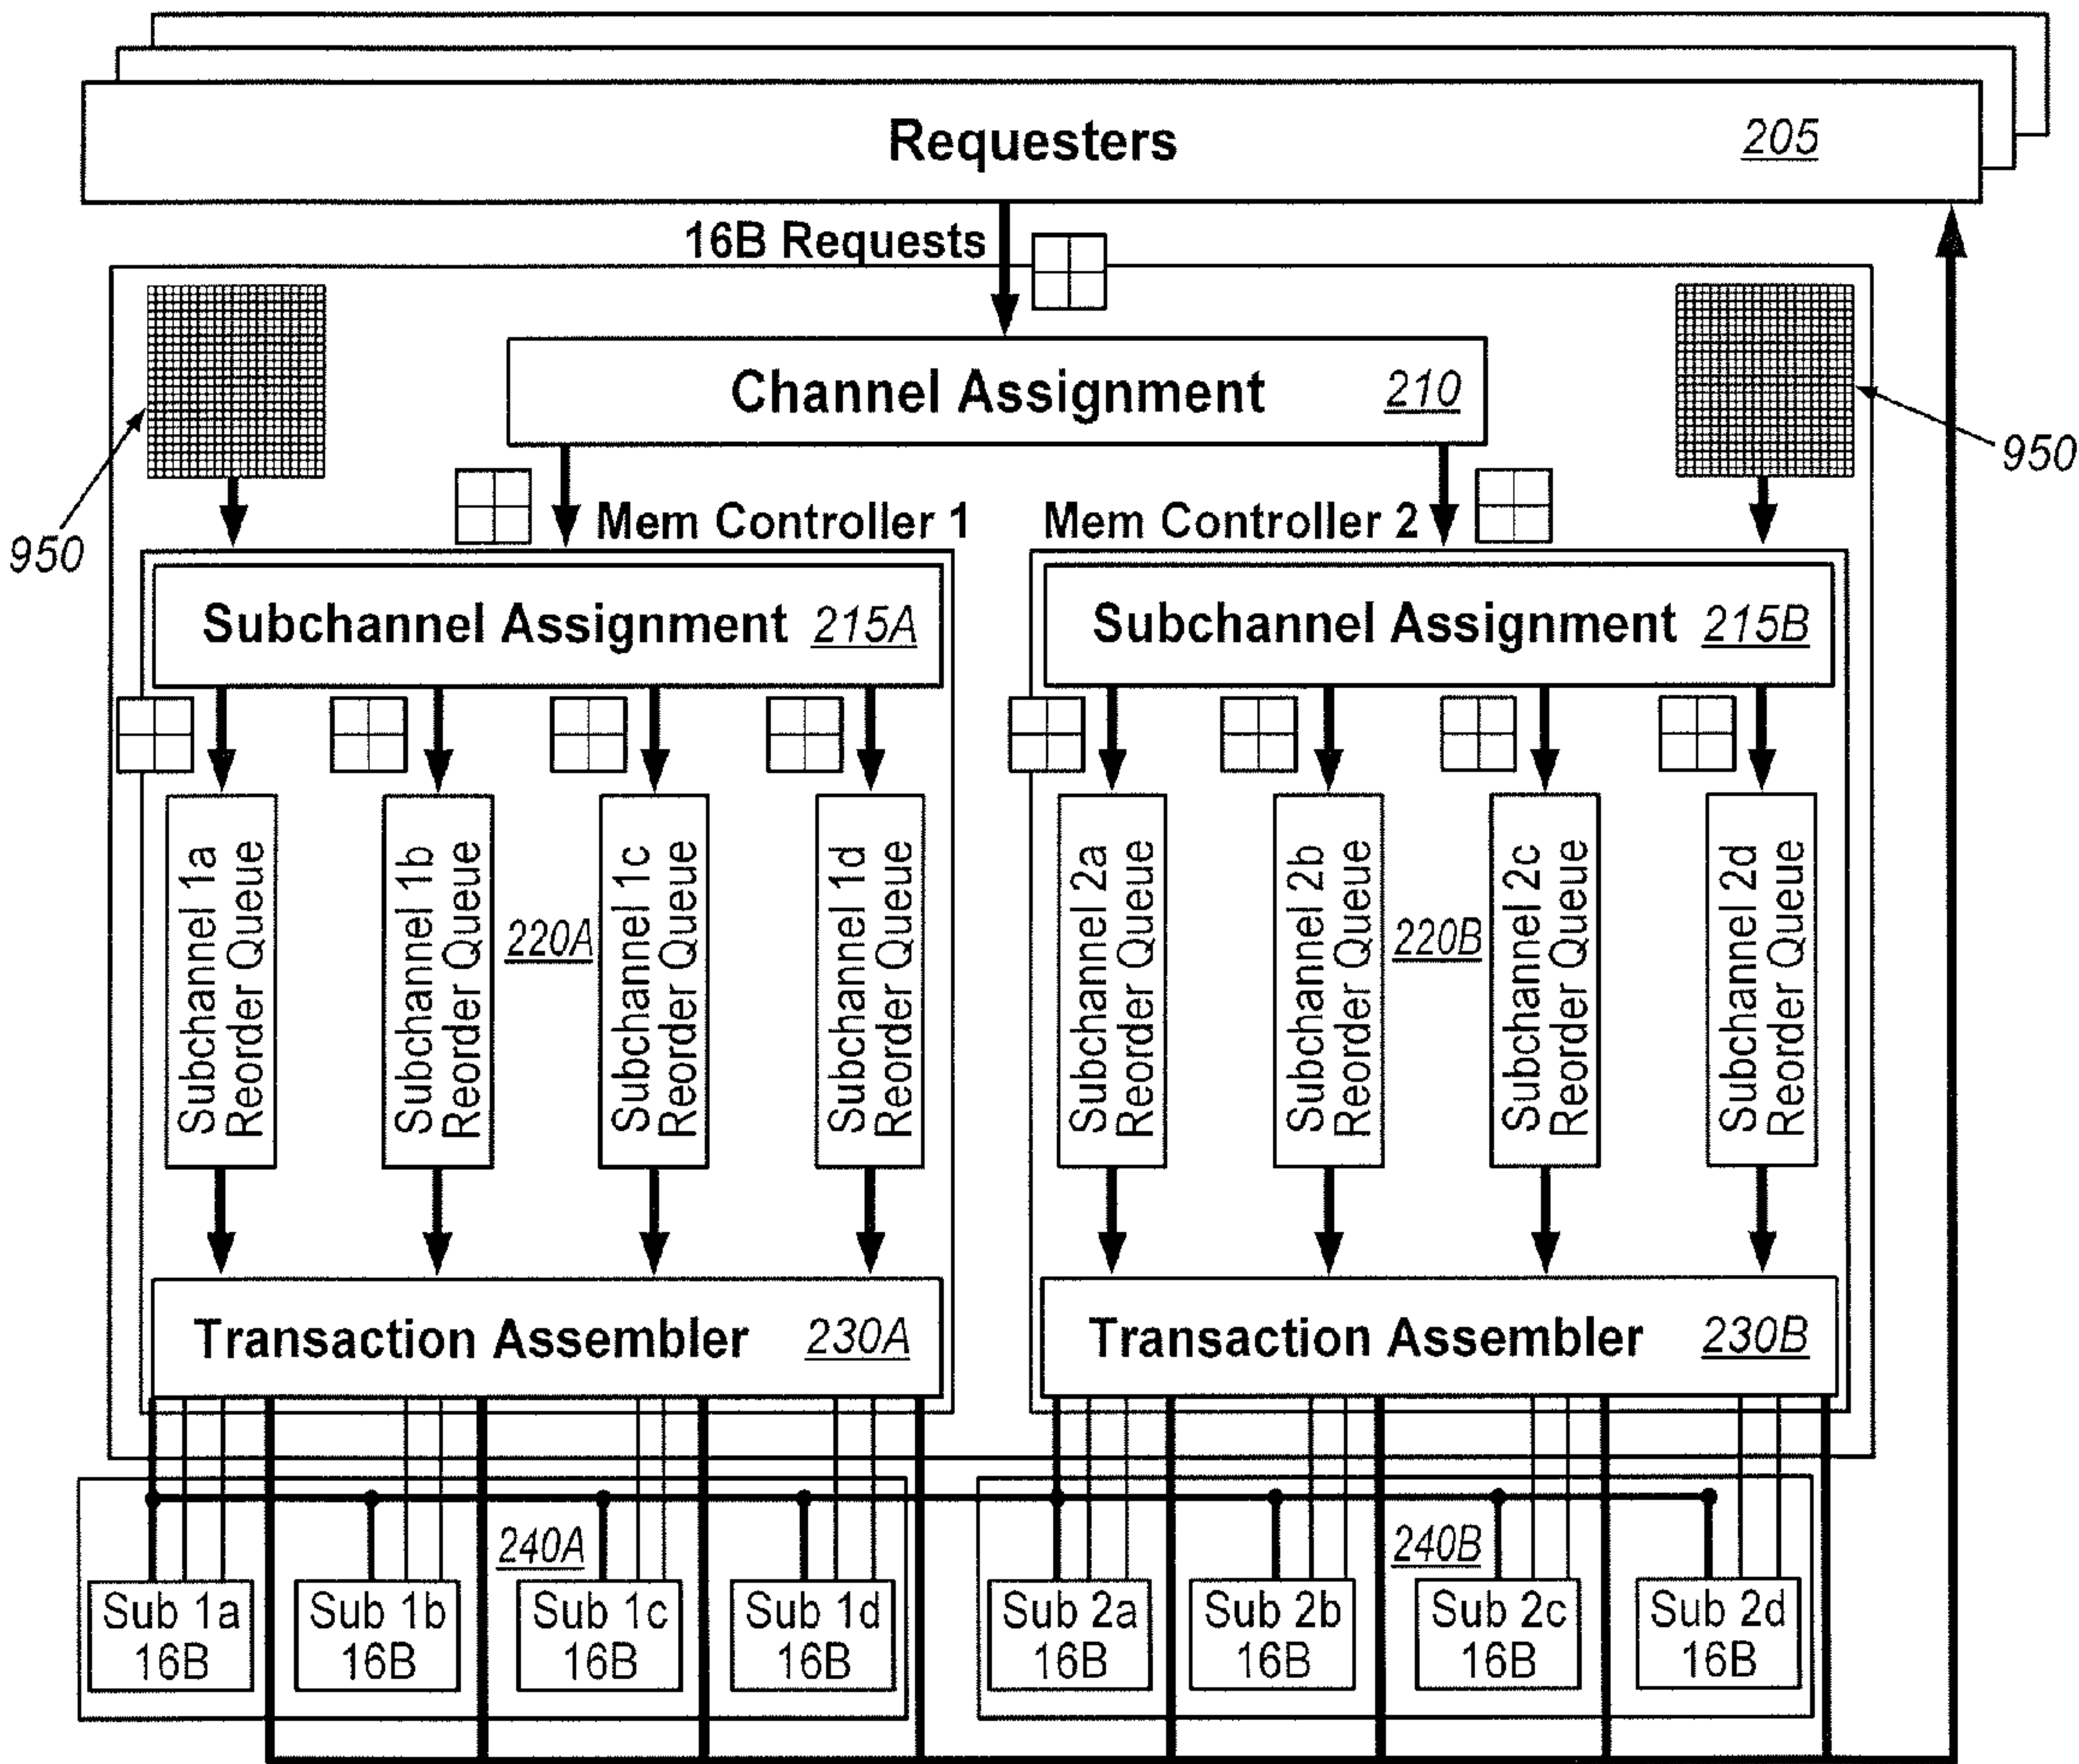 Requesters 205
16B Requests
Channel Assignment 210
950
950
Mem Controller 1
Mem Controller 2
Subchannel Assignment 215A
Subchannel Assignment 215B
Subchannel 1a
Reorder Queue
Subchannel 1b
Reorder Queue
220A
Subchannel 1c
Reorder Queue
Subchannel 1d
Reorder Queue
Subchannel 2a
Reorder Queue
Subchannel 2b
Reorder Queue
220B
Subchannel 2c
Reorder Queue
Subchannel 2d
Reorder Queue
Transaction Assembler 230A
Transaction Assembler 230B
240A
240B
Sub 1a
16B
Sub 1b
16B
Sub 1c
16B
Sub 1d
16B
Sub 2a
16B
Sub 2b
16B
Sub 2c
16B
Sub 2d
16B